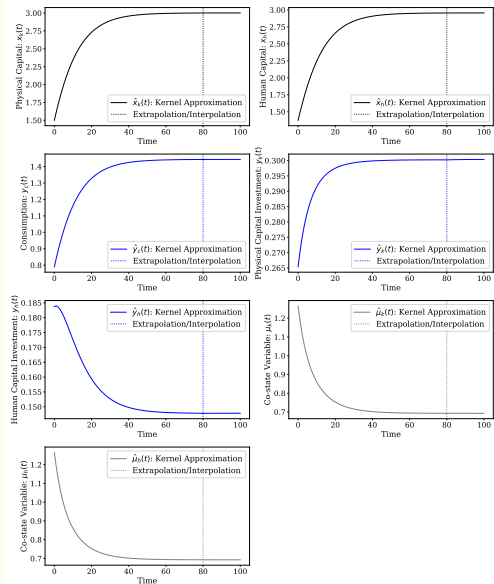 Physical Capital: xₖ(t)
3.00
2.75
2.50
2.25
2.00
1.75
1.50
x̂ₖ(t): Kernel Approximation
Extrapolation/Interpolation
0 20 40 60 80 100
Time
Human Capital: xₕ(t)
3.00
2.75
2.50
2.25
2.00
1.75
1.50
x̂ₕ(t): Kernel Approximation
Extrapolation/Interpolation
0 20 40 60 80 100
Time
Consumption: y_c(t)
1.4
1.3
1.2
1.1
1.0
0.9
0.8
ŷ_c(t): Kernel Approximation
Extrapolation/Interpolation
0 20 40 60 80 100
Time
Physical Capital Investment: yₖ(t)
0.300
0.295
0.290
0.285
0.280
0.275
0.270
0.265
ŷₖ(t): Kernel Approximation
Extrapolation/Interpolation
0 20 40 60 80 100
Time
Human Capital Investment: yₕ(t)
0.185
0.180
0.175
0.170
0.165
0.160
0.155
0.150
ŷₕ(t): Kernel Approximation
Extrapolation/Interpolation
0 20 40 60 80 100
Time
Co-state Variable: μₖ(t)
1.2
1.1
1.0
0.9
0.8
0.7
μ̂ₖ(t): Kernel Approximation
Extrapolation/Interpolation
0 20 40 60 80 100
Time
Co-state Variable: μₕ(t)
1.2
1.1
1.0
0.9
0.8
0.7
μ̂ₕ(t): Kernel Approximation
Extrapolation/Interpolation
0 20 40 60 80 100
Time